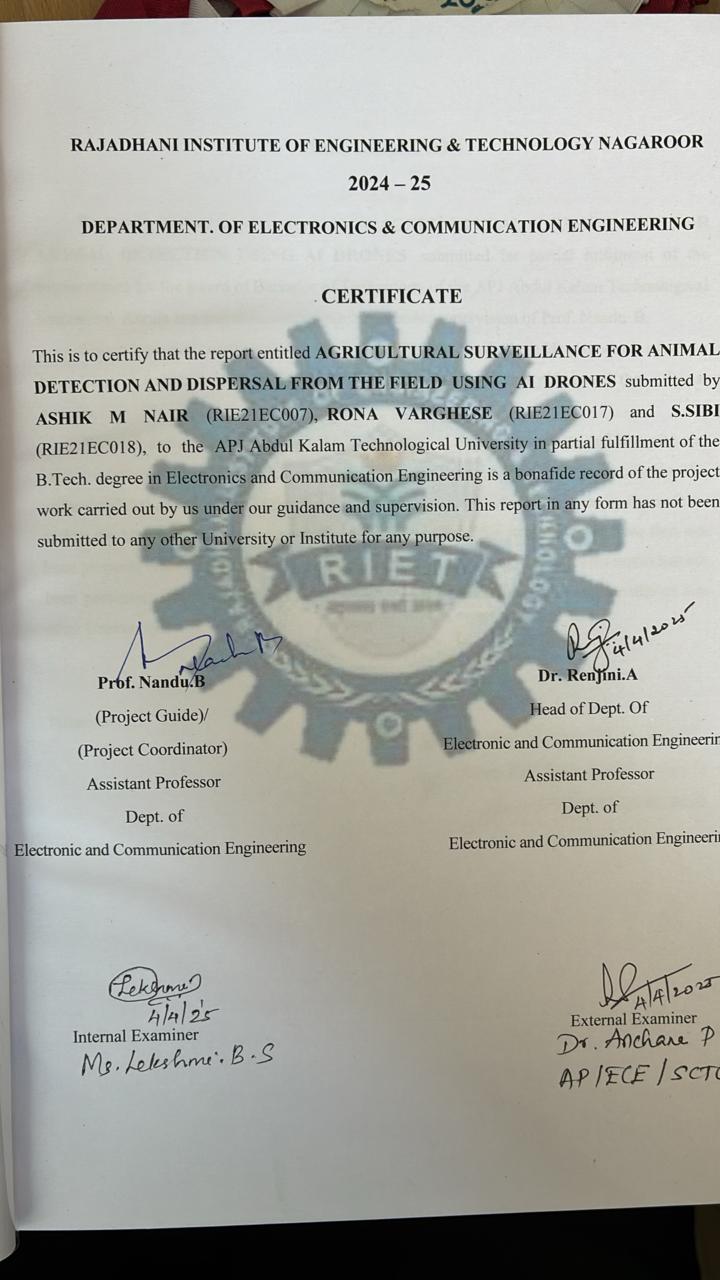 RAJADHANI INSTITUTE OF ENGINEERING & TECHNOLOGY NAGAROOR
2024 – 25
DEPARTMENT. OF ELECTRONICS & COMMUNICATION ENGINEERING
CERTIFICATE
This is to certify that the report entitled AGRICULTURAL SURVEILLANCE FOR ANIMAL
DETECTION AND DISPERSAL FROM THE FIELD USING AI DRONES submitted by
ASHIK M NAIR (RIE21EC007), RONA VARGHESE (RIE21EC017) and S.SIBI
(RIE21EC018), to the APJ Abdul Kalam Technological University in partial fulfillment of the
B.Tech. degree in Electronics and Communication Engineering is a bonafide record of the project
work carried out by us under our guidance and supervision. This report in any form has not been
submitted to any other University or Institute for any purpose.
RIET
4/4/2025
Prof. Nandu.B
(Project Guide)/
(Project Coordinator)
Assistant Professor
Dept. of
Electronic and Communication Engineering
Dr. Renjini.A
Head of Dept. Of
Electronic and Communication Engineerin
Assistant Professor
Dept. of
Electronic and Communication Engineeri
Lekshmi
4/4/25
Internal Examiner
Ms. Lekshmi. B. S
4/4/2025
External Examiner
Dr. P
AP/ECE/SCTC